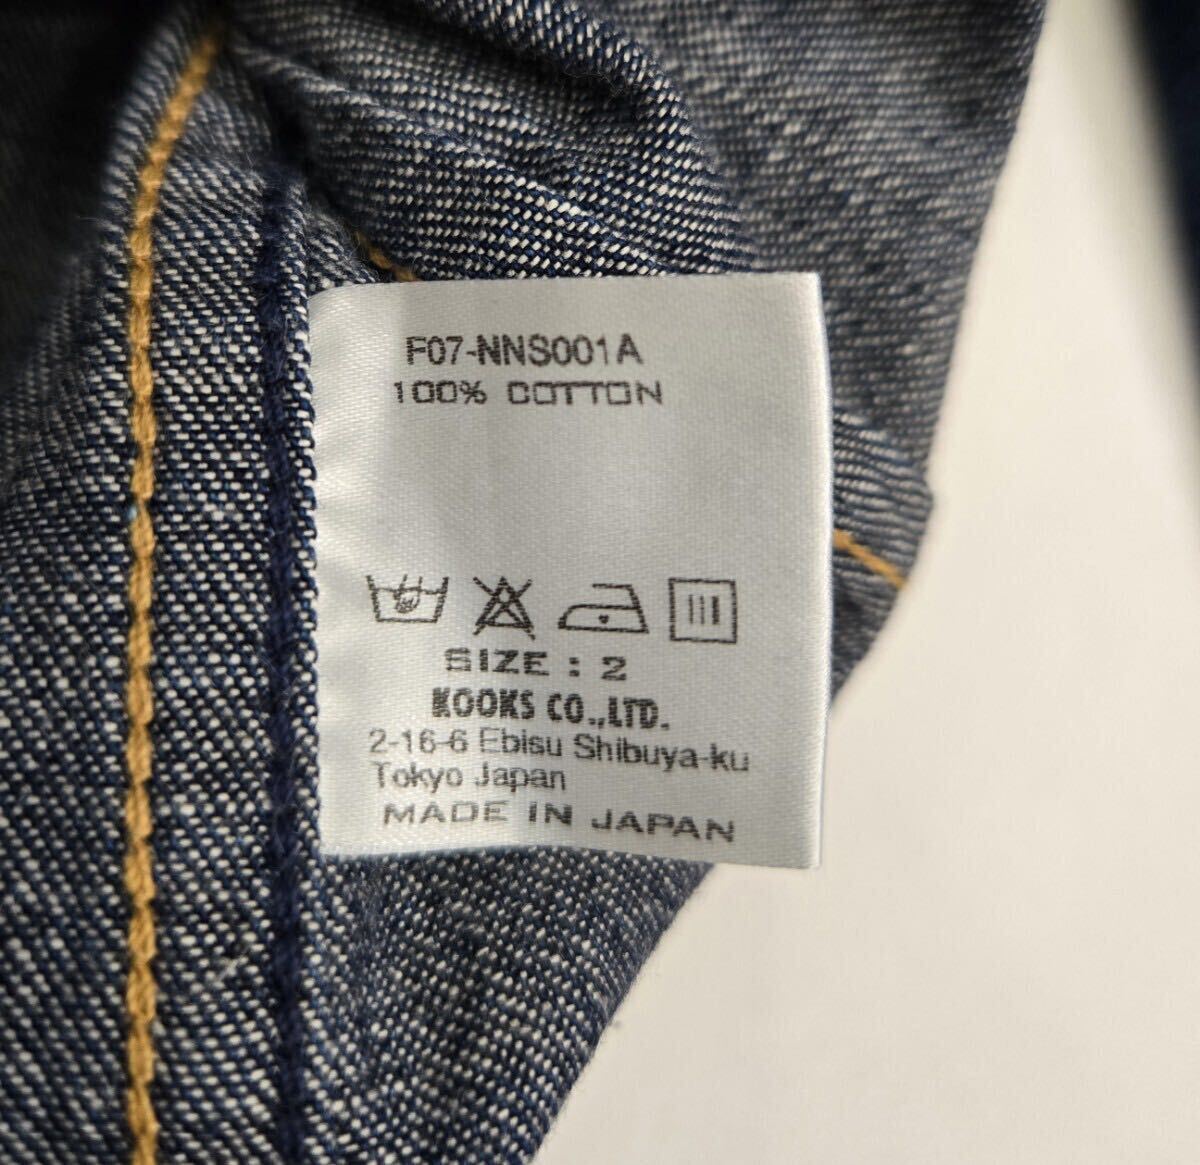 F07-NNS001A
100% COTTON
SIZE : 2
KOOKS CO.,LTD.
2-16-6 Ebisu Shibuya-ku
Tokyo Japan
MADE IN JAPAN